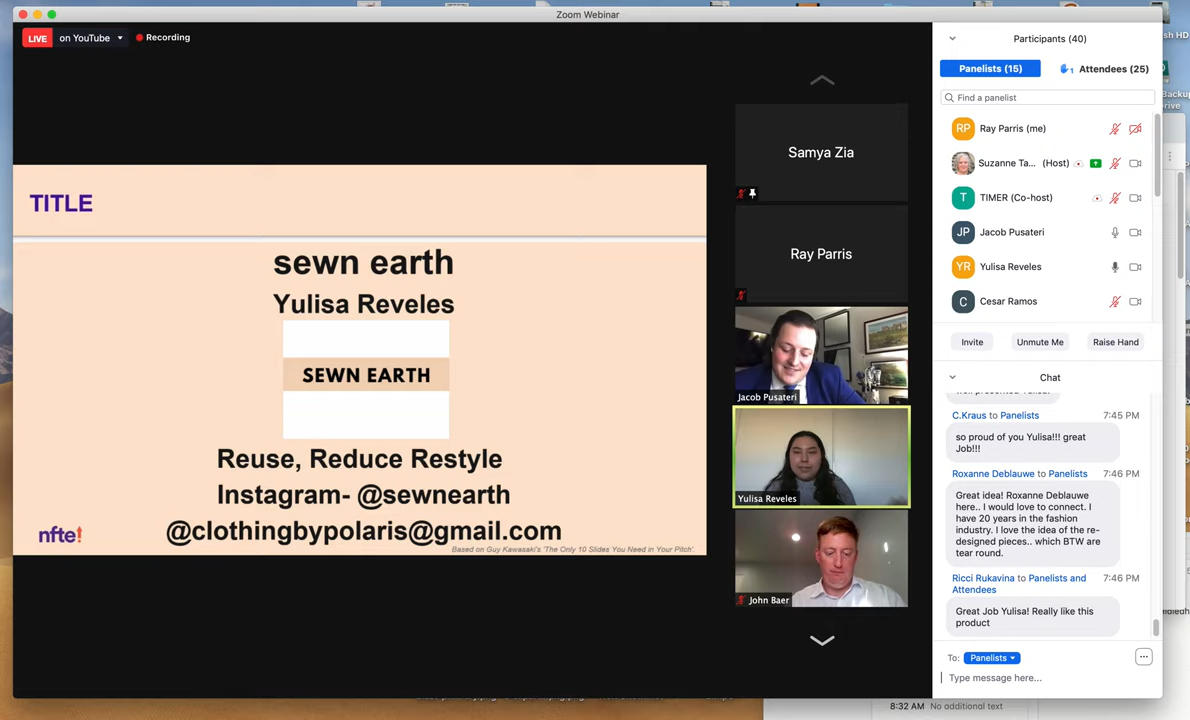 Zoom Webinar
LIVE on YouTube Recording
TITLE
sewn earth
Yulisa Reveles
SEWN EARTH
Reuse, Reduce Restyle
Instagram- @sewnearth
@clothingbypolaris@gmail.com
nfte!
Based on Guy Kawasaki's 'The Only 10 Slides You Need in Your Pitch'.
Samya Zia
Ray Parris
Jacob Pusateri
Yulisa Reveles
John Baer
Participants (40)
Panelists (15) 1 Attendees (25)
Find a panelist
RP Ray Parris (me)
Suzanne Ta... (Host)
T TIMER (Co-host)
JP Jacob Pusateri
YR Yulisa Reveles
C Cesar Ramos
Invite Unmute Me Raise Hand
Chat
C.Kraus to Panelists 7:45 PM
so proud of you Yulisa!!! great
Job!!!
Roxanne Deblauwe to Panelists 7:46 PM
Great idea! Roxanne Deblauwe
here.. I would love to connect. I
have 20 years in the fashion
industry. I love the idea of the re-
designed pieces.. which BTW are
tear round.
Ricci Rukavina to Panelists and 7:46 PM
Attendees
Great Job Yulisa! Really like this
product
To: Panelists
Type message here...
8:32 AM No additional text